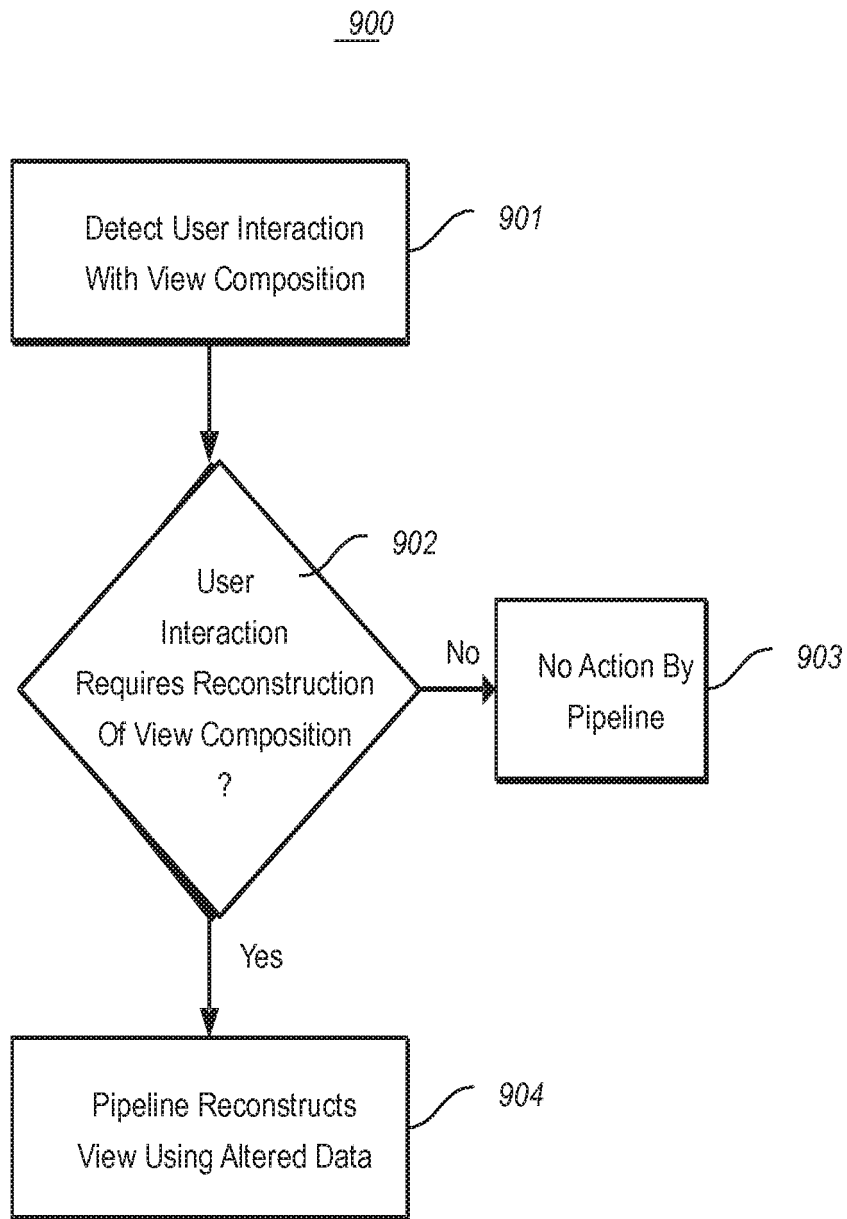 900
Detect User Interaction
With View Composition
901
User
Interaction
Requires Reconstruction
Of View Composition
?
902
No
No Action By
Pipeline
903
Yes
Pipeline Reconstructs
View Using Altered Data
904